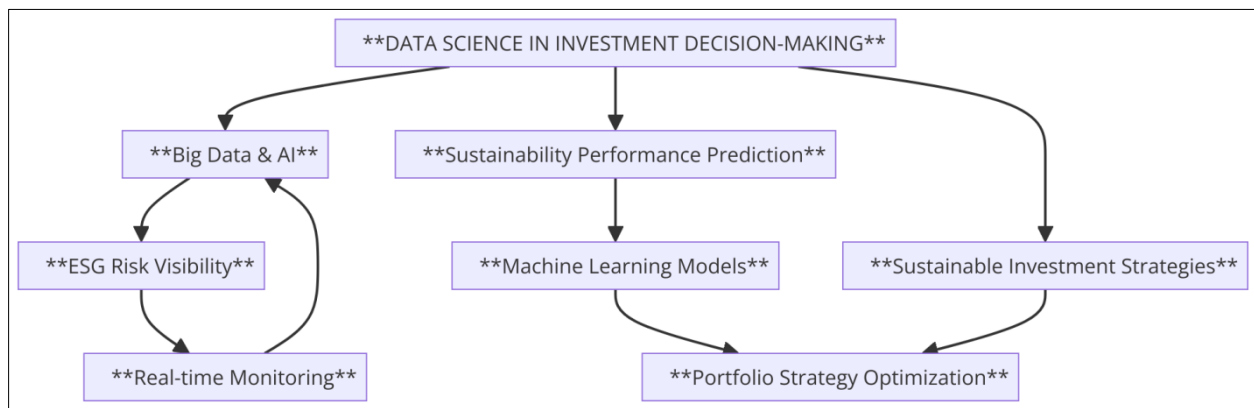 **DATA SCIENCE IN INVESTMENT DECISION-MAKING**
**Big Data & AI**
**Sustainability Performance Prediction**
**ESG Risk Visibility**
**Machine Learning Models**
**Sustainable Investment Strategies**
**Real-time Monitoring**
**Portfolio Strategy Optimization**